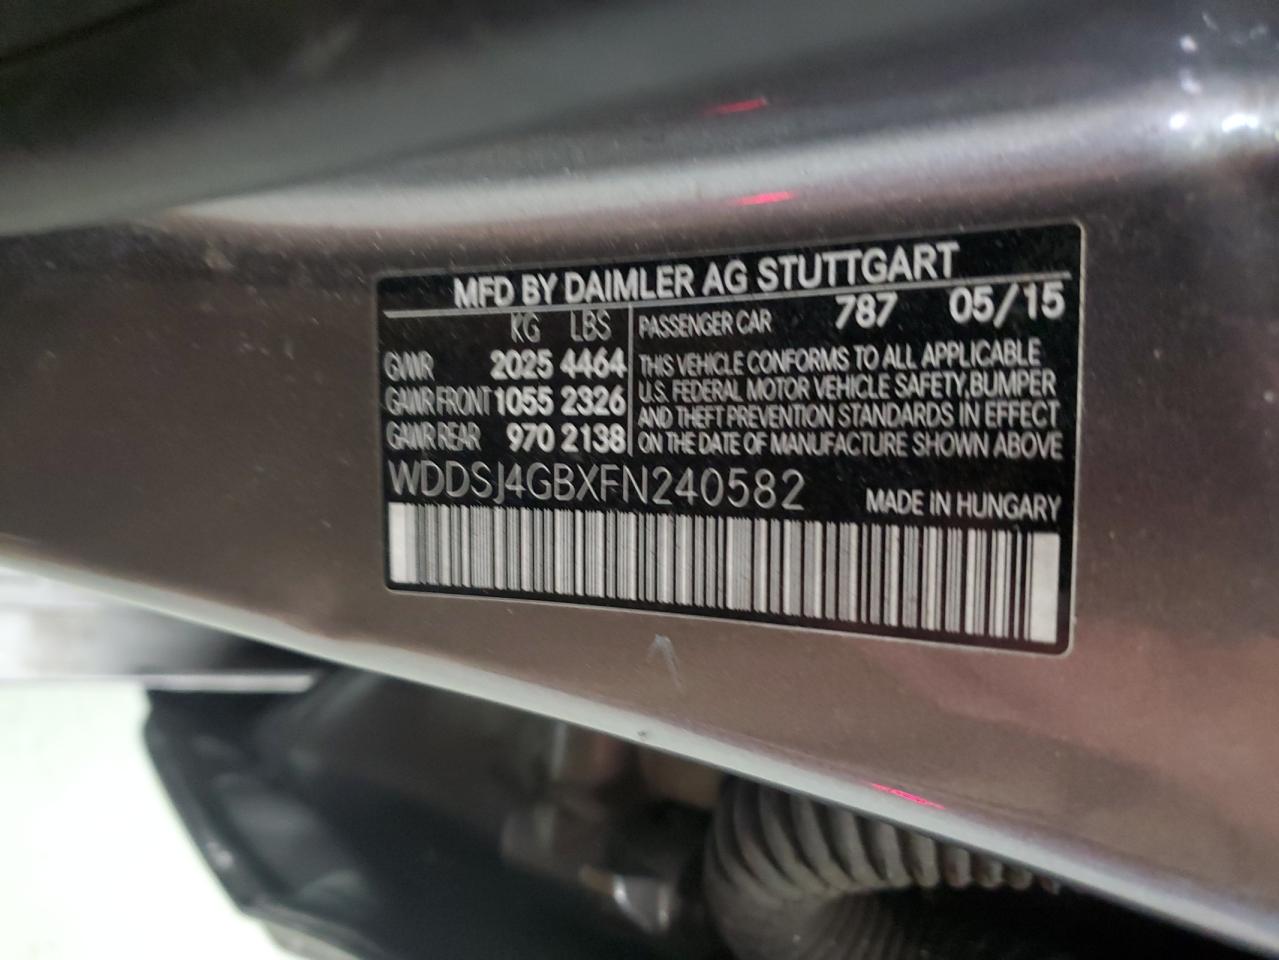 MFD BY DAIMLER AG STUTTGART
KG LBS
GVWR 2025 4464
GAWR FRONT 1055 2326
GAWR REAR 970 2138
PASSENGER CAR 787 05/15
THIS VEHICLE CONFORMS TO ALL APPLICABLE
U.S. FEDERAL MOTOR VEHICLE SAFETY, BUMPER
AND THEFT PREVENTION STANDARDS IN EFFECT
ON THE DATE OF MANUFACTURE SHOWN ABOVE
WDDSJ4GBXFN240582
MADE IN HUNGARY